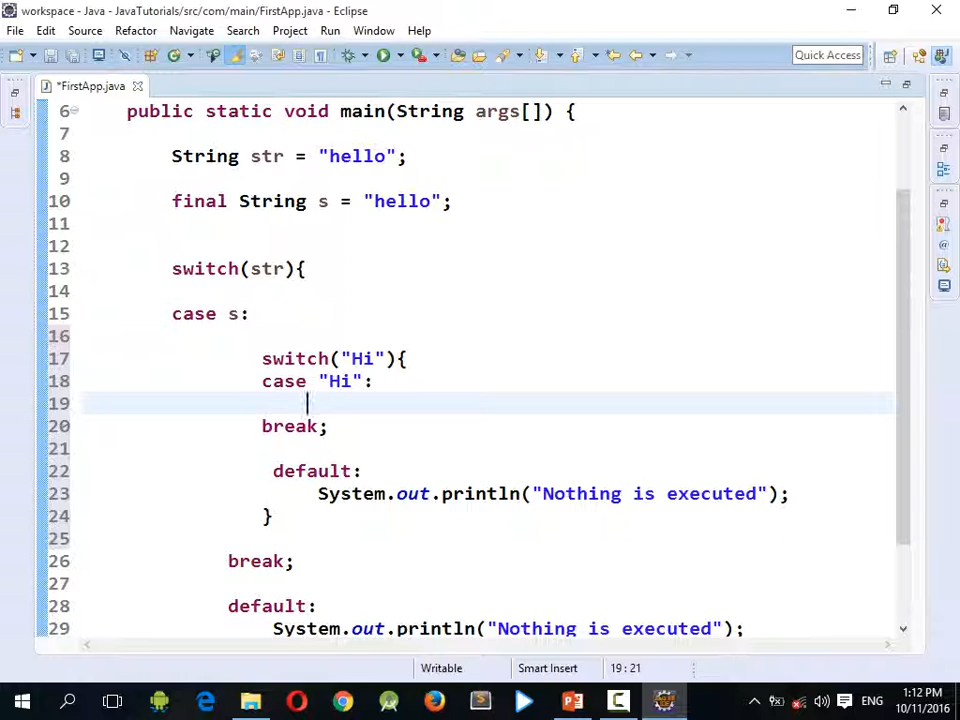 workspace - Java - JavaTutorials/src/com/main/FirstApp.java - Eclipse
File Edit Source Refactor Navigate Search Project Run Window Help
Quick Access
*FirstApp.java
6 public static void main(String args[]) {
7
8 String str = "hello";
9
10 final String s = "hello";
11
12
13 switch(str){
14
15 case s:
16
17 switch("Hi"){
18 case "Hi":
19
20 break;
21
22 default:
23 System.out.println("Nothing is executed");
24 }
25
26 break;
27
28 default:
29 System.out.println("Nothing is executed");
Writable Smart Insert 19 : 21
ENG
1:12 PM
10/11/2016